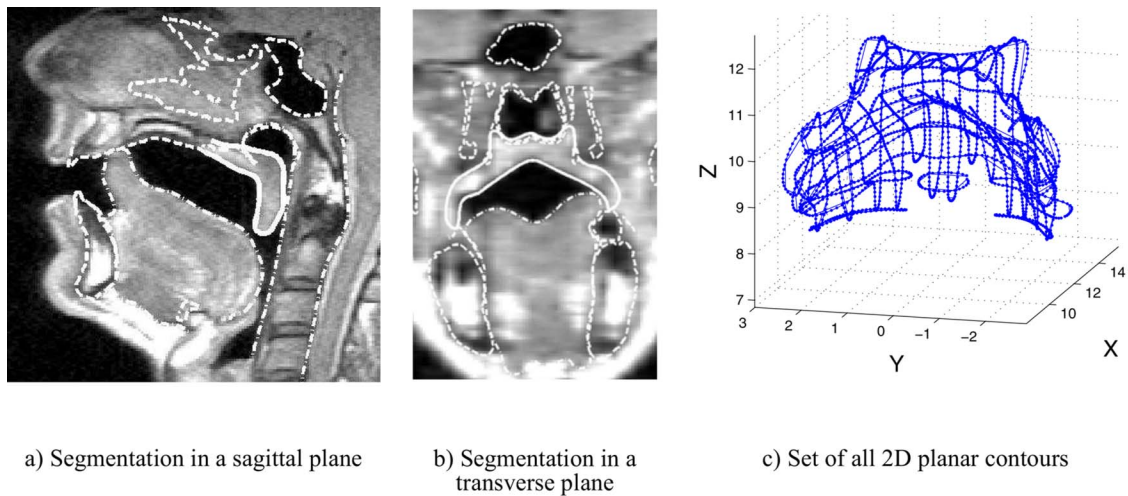 12
11
10
9
8
7
Z
3
2
1
0
−1
−2
Y
10
12
14
X
a) Segmentation in a sagittal plane
b) Segmentation in a
transverse plane
c) Set of all 2D planar contours